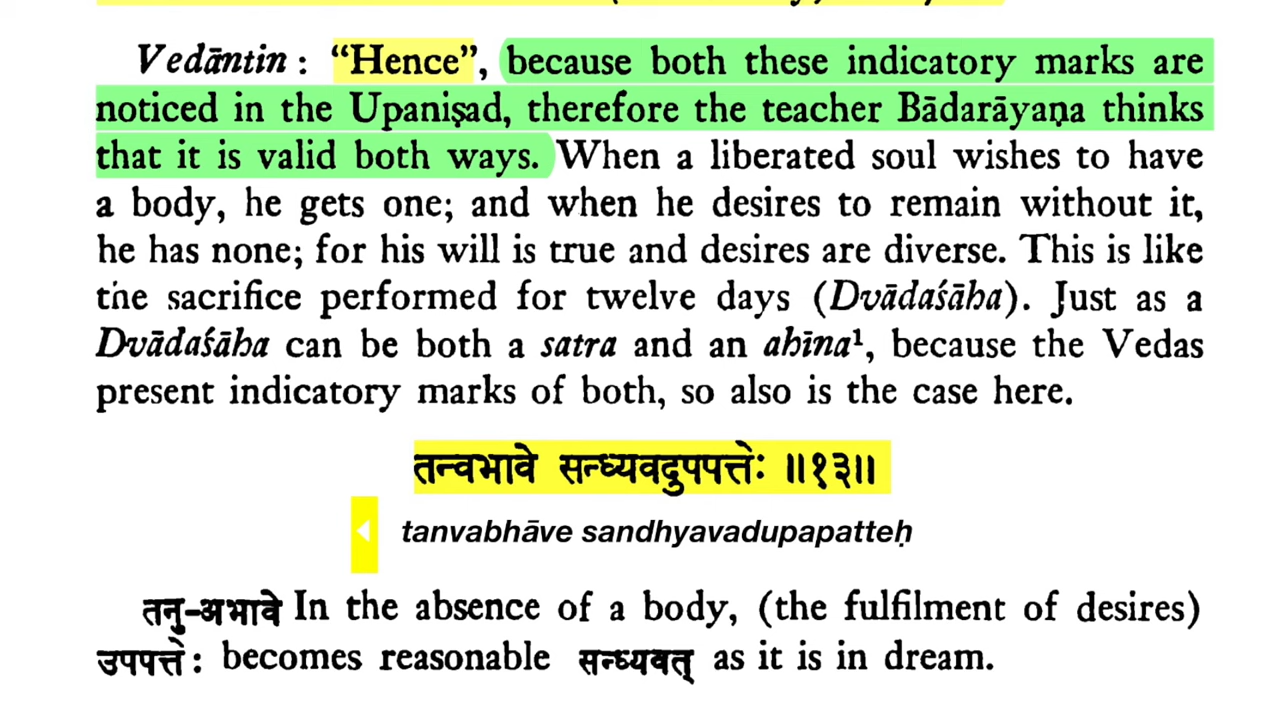 Vedāntin : “Hence”, because both these indicatory marks are
noticed in the Upaniṣad, therefore the teacher Bādarāyaṇa thinks
that it is valid both ways. When a liberated soul wishes to have
a body, he gets one; and when he desires to remain without it,
he has none; for his will is true and desires are diverse. This is like
the sacrifice performed for twelve days (Dvādaśāha). Just as a
Dvādaśāha can be both a satra and an ahīna¹, because the Vedas
present indicatory marks of both, so also is the case here.
तन्वभावे सन्ध्यवदुपपत्तेः ॥१३॥
tanvabhāve sandhyavadupapatteḥ
तनु-अभावे In the absence of a body, (the fulfilment of desires)
उपपत्ते: becomes reasonable सन्ध्यवत् as it is in dream.